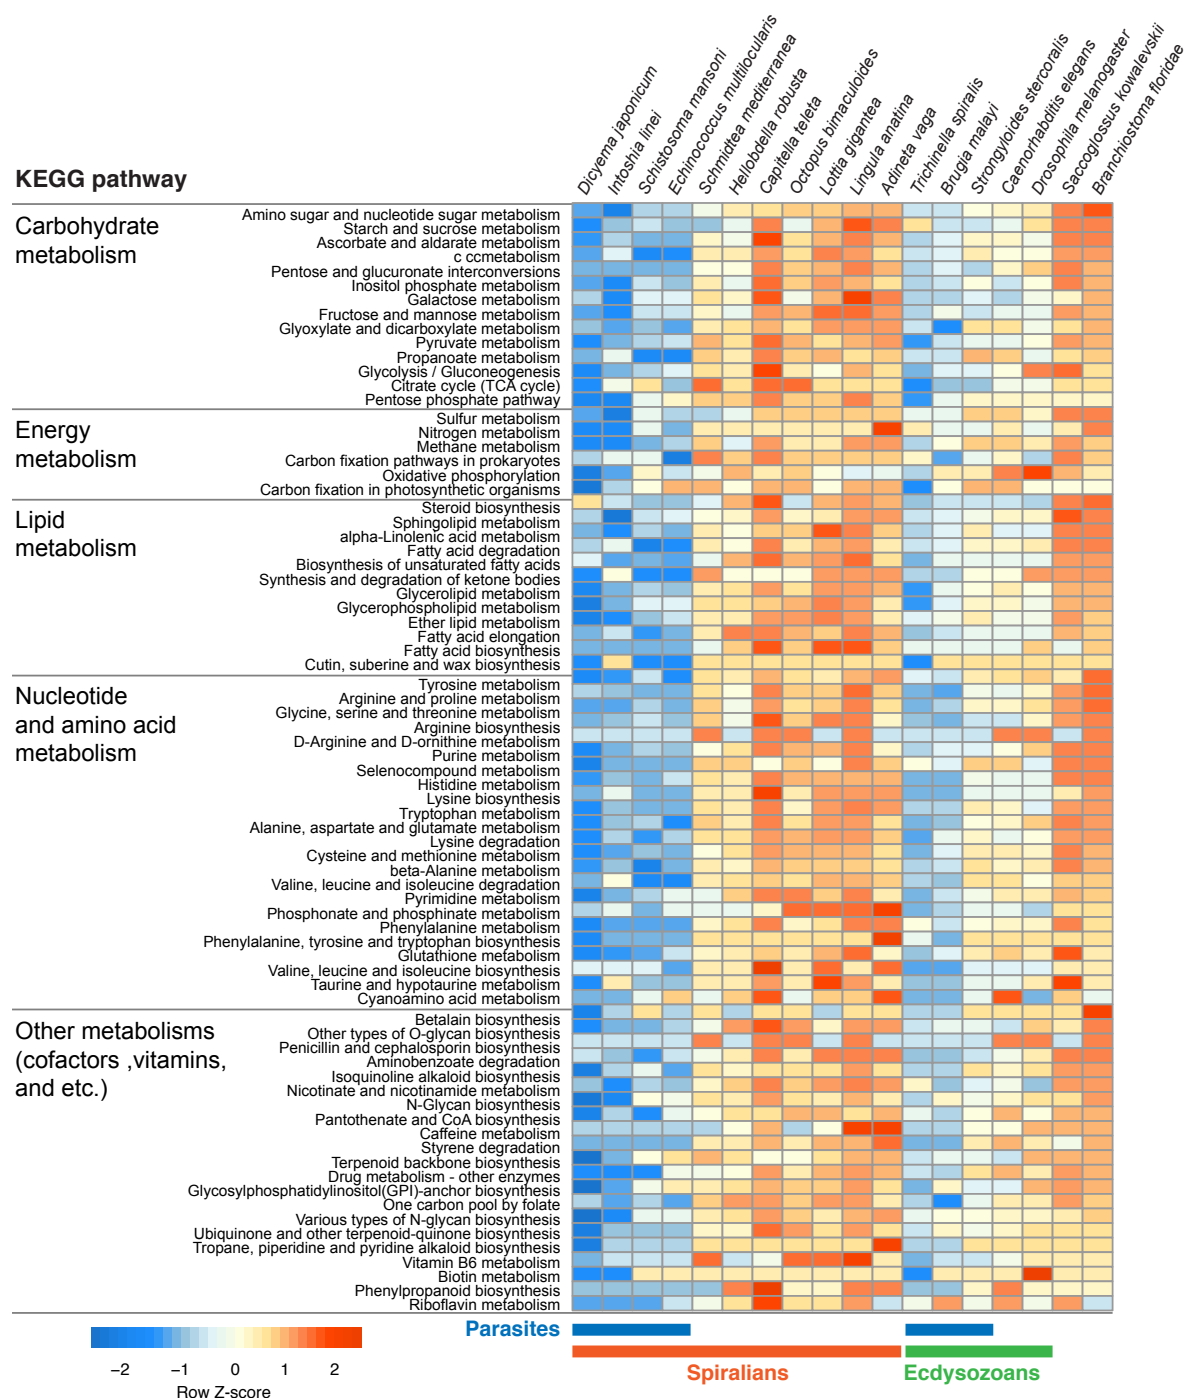 Dicyema japonicum
Intoshia linei
Schistosoma mansoni
Echinococcus multilocularis
Schmidtea mediterranea
Hellobdella robusta
Capitella teleta
Octopus bimaculoides
Lottia gigantea
Lingula anatina
Adineta vaga
Trichinella spiralis
Brugia malayi
Strongyloides stercoralis
Caenorhabditis elegans
Drosophila melanogaster
Saccoglossus kowalevskii
Branchiostoma floridae
KEGG pathway
Carbohydrate
metabolism
Amino sugar and nucleotide sugar metabolism
Starch and sucrose metabolism
Ascorbate and aldarate metabolism
c ccmetabolism
Pentose and glucuronate interconversions
Inositol phosphate metabolism
Galactose metabolism
Fructose and mannose metabolism
Glyoxylate and dicarboxylate metabolism
Pyruvate metabolism
Propanoate metabolism
Glycolysis / Gluconeogenesis
Citrate cycle (TCA cycle)
Pentose phosphate pathway
Energy
metabolism
Sulfur metabolism
Nitrogen metabolism
Methane metabolism
Carbon fixation pathways in prokaryotes
Oxidative phosphorylation
Carbon fixation in photosynthetic organisms
Lipid
metabolism
Steroid biosynthesis
Sphingolipid metabolism
alpha-Linolenic acid metabolism
Fatty acid degradation
Biosynthesis of unsaturated fatty acids
Synthesis and degradation of ketone bodies
Glycerolipid metabolism
Glycerophospholipid metabolism
Ether lipid metabolism
Fatty acid elongation
Fatty acid biosynthesis
Cutin, suberine and wax biosynthesis
Nucleotide
and amino acid
metabolism
Tyrosine metabolism
Arginine and proline metabolism
Glycine, serine and threonine metabolism
Arginine biosynthesis
D-Arginine and D-ornithine metabolism
Purine metabolism
Selenocompound metabolism
Histidine metabolism
Lysine biosynthesis
Tryptophan metabolism
Alanine, aspartate and glutamate metabolism
Lysine degradation
Cysteine and methionine metabolism
beta-Alanine metabolism
Valine, leucine and isoleucine degradation
Pyrimidine metabolism
Phosphonate and phosphinate metabolism
Phenylalanine metabolism
Phenylalanine, tyrosine and tryptophan biosynthesis
Glutathione metabolism
Valine, leucine and isoleucine biosynthesis
Taurine and hypotaurine metabolism
Cyanoamino acid metabolism
Other metabolisms
(cofactors ,vitamins,
and etc.)
Betalain biosynthesis
Other types of O-glycan biosynthesis
Penicillin and cephalosporin biosynthesis
Aminobenzoate degradation
Isoquinoline alkaloid biosynthesis
Nicotinate and nicotinamide metabolism
N-Glycan biosynthesis
Pantothenate and CoA biosynthesis
Caffeine metabolism
Styrene degradation
Terpenoid backbone biosynthesis
Drug metabolism - other enzymes
Glycosylphosphatidylinositol(GPI)-anchor biosynthesis
One carbon pool by folate
Various types of N-glycan biosynthesis
Ubiquinone and other terpenoid-quinone biosynthesis
Tropane, piperidine and pyridine alkaloid biosynthesis
Vitamin B6 metabolism
Biotin metabolism
Phenylpropanoid biosynthesis
Riboflavin metabolism
Parasites
Spiralians
Ecdysozoans
−2 −1 0 1 2
Row Z-score